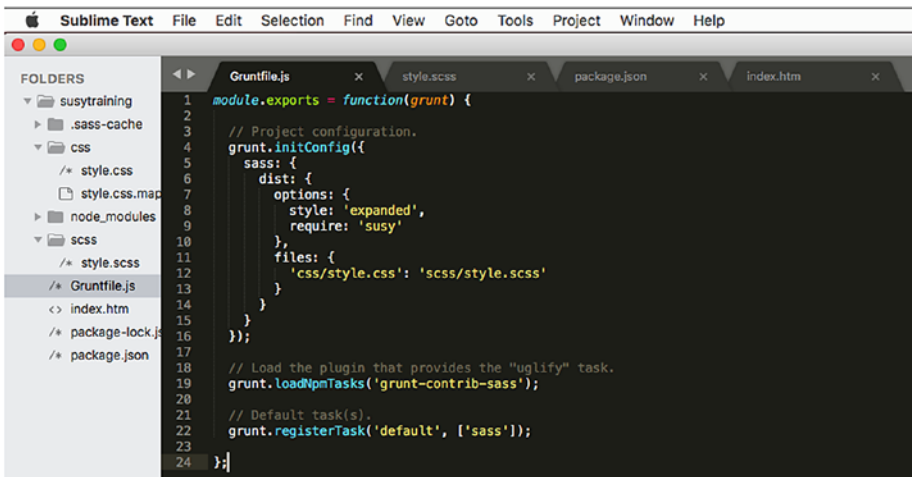 Sublime Text File Edit Selection Find View Goto Tools Project Window Help
FOLDERS
susytraining
.sass-cache
css
/* style.css
style.css.map
node_modules
scss
/* style.scss
/* Gruntfile.js
<> index.htm
/* package-lock.js
/* package.json
Gruntfile.js × style.scss × package.json × index.htm ×
1 module.exports = function(grunt) {
2
3 // Project configuration.
4 grunt.initConfig({
5 sass: {
6 dist: {
7 options: {
8 style: 'expanded',
9 require: 'susy'
10 },
11 files: {
12 'css/style.css': 'scss/style.scss'
13 }
14 }
15 }
16 });
17
18 // Load the plugin that provides the "uglify" task.
19 grunt.loadNpmTasks('grunt-contrib-sass');
20
21 // Default task(s).
22 grunt.registerTask('default', ['sass']);
23
24 };